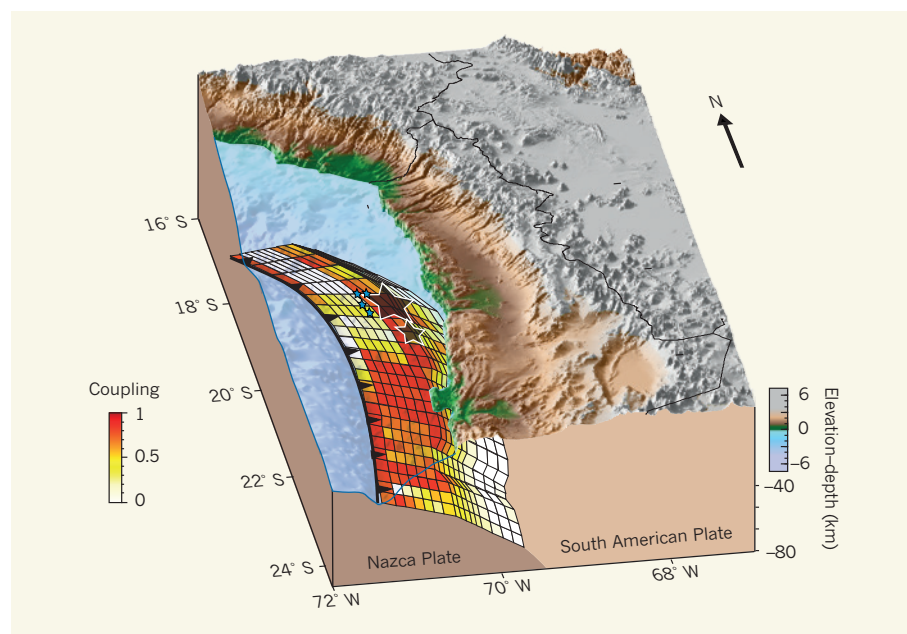 N
16° S
18° S
20° S
22° S
24° S
72° W
70° W
68° W
Coupling
1
0.5
0
6
0
–6
–40
–80
Elevation–depth (km)
Nazca Plate
South American Plate